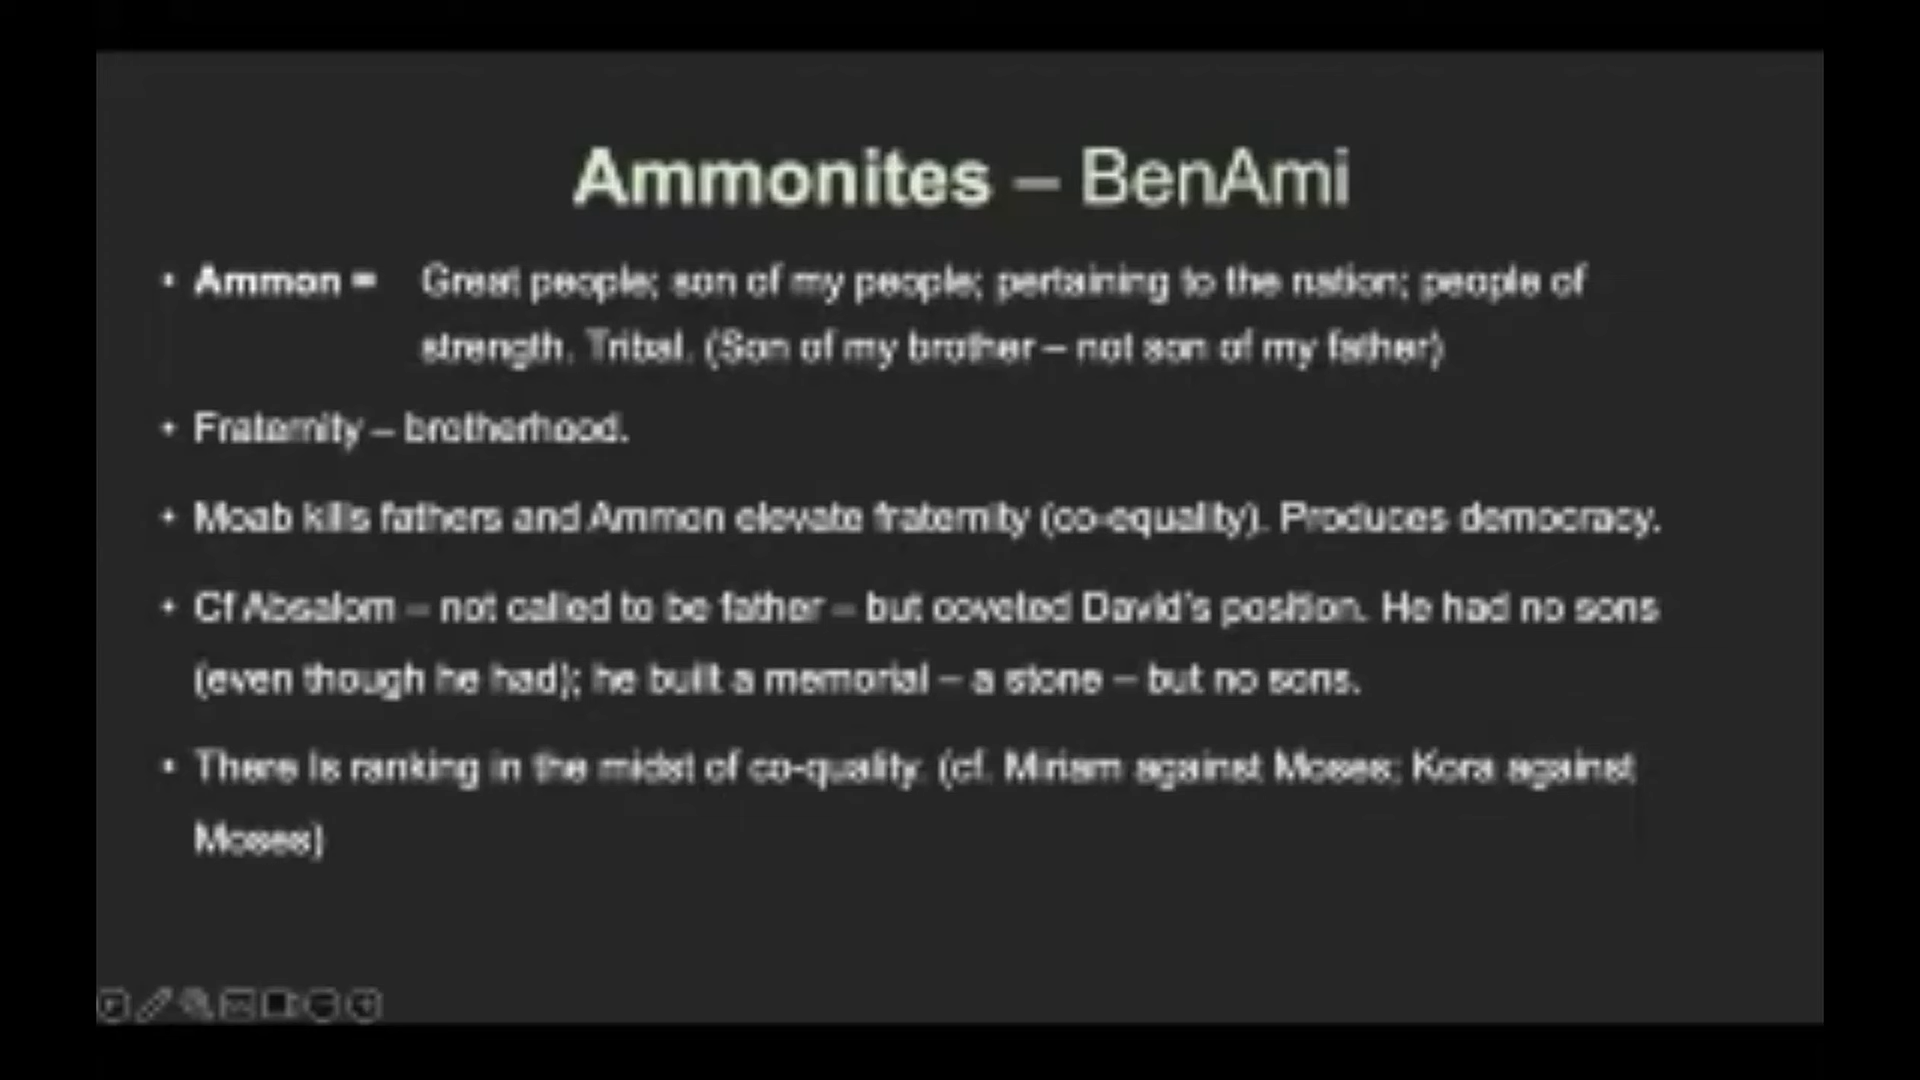 Ammonites – BenAmi
• Ammon = Great people; son of my people; pertaining to the nation; people of
strength. Tribal. (Son of my brother – not son of my father)
• Fraternity – brotherhood.
• Moab kills fathers and Ammon elevate fraternity (co-equality). Produces democracy.
• Cf Absalom – not called to be father – but coveted David's position. He had no sons
(even though he had); he built a memorial – a stone – but no sons.
• There is ranking in the midst of co-quality. (cf. Miriam against Moses; Kora against
Moses)